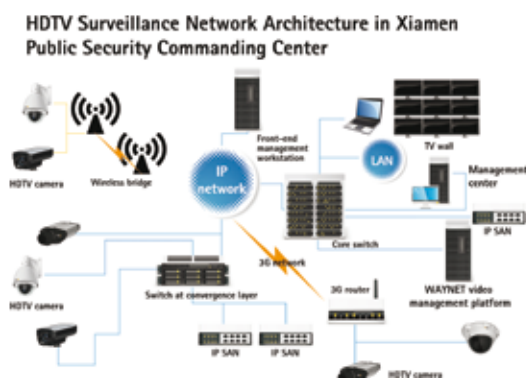 HDTV Surveillance Network Architecture in Xiamen
Public Security Commanding Center
HDTV camera
Wireless bridge
Front-end
management
workstation
IP
network
LAN
TV wall
Management
center
IP SAN
Core switch
3G network
WAYNET video
management platform
HDTV camera
Switch at convergence layer
3G router
IP SAN
IP SAN
HDTV camera